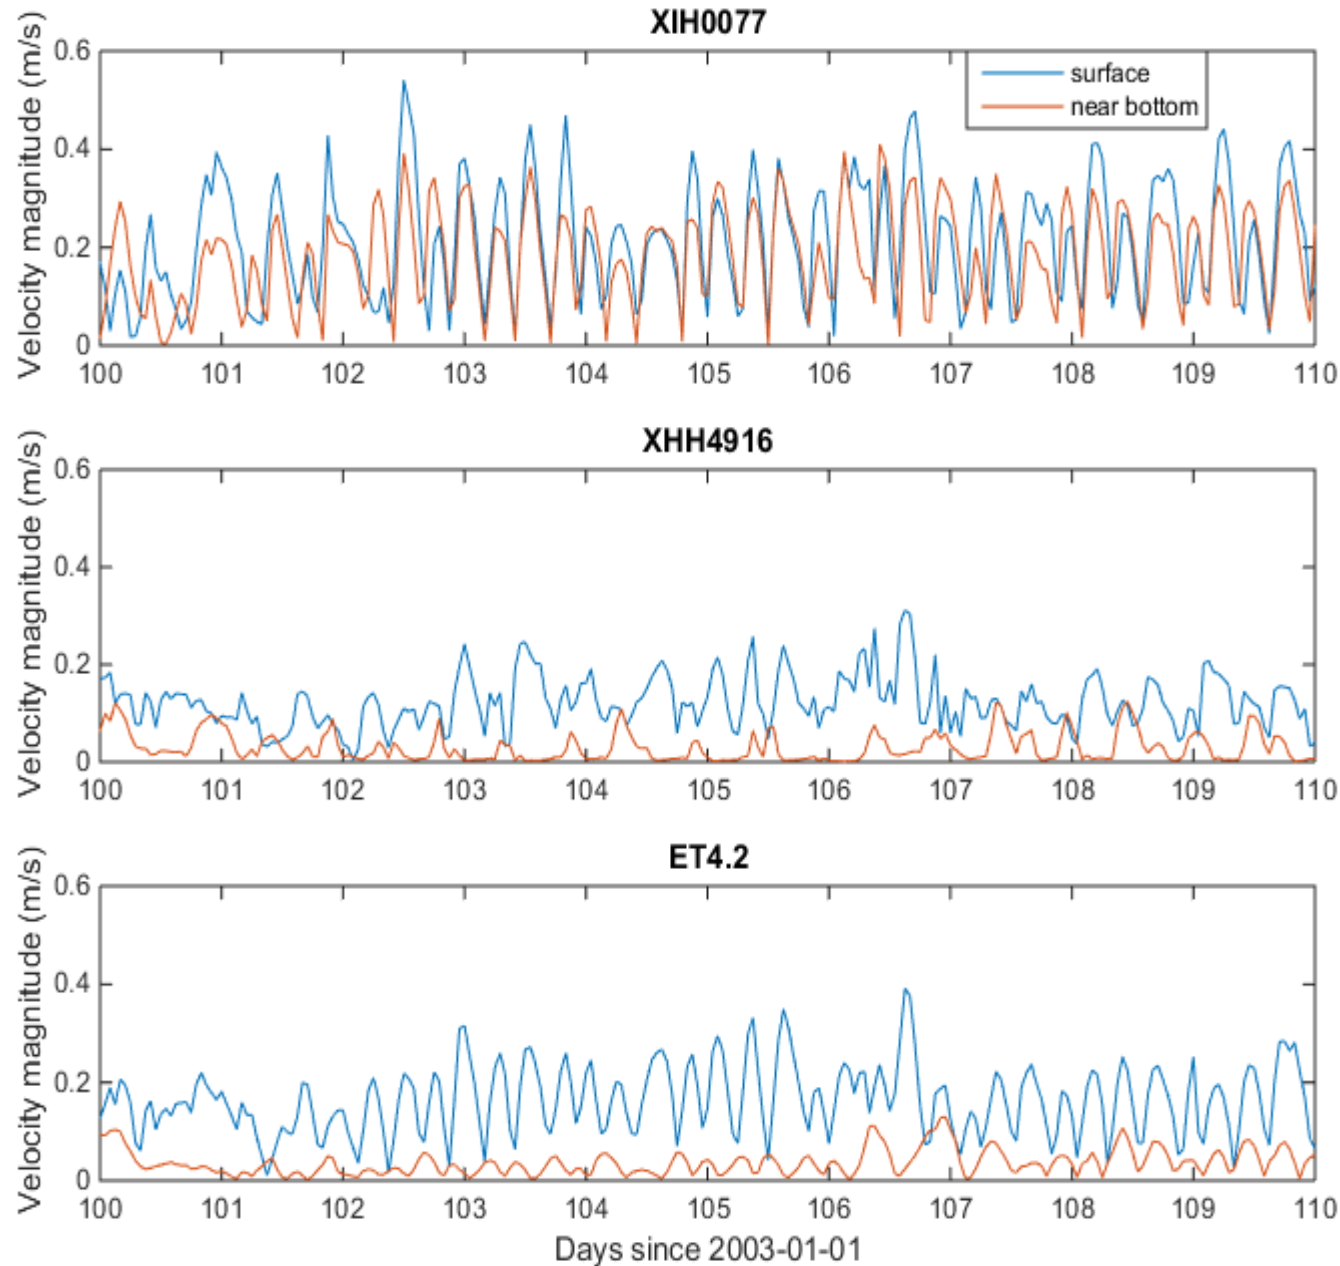 XIH0077
Velocity magnitude (m/s)
0.6
0.4
0.2
0
surface
near bottom
100 101 102 103 104 105 106 107 108 109 110
XHH4916
Velocity magnitude (m/s)
0.6
0.4
0.2
0
100 101 102 103 104 105 106 107 108 109 110
ET4.2
Velocity magnitude (m/s)
0.6
0.4
0.2
0
100 101 102 103 104 105 106 107 108 109 110
Days since 2003-01-01